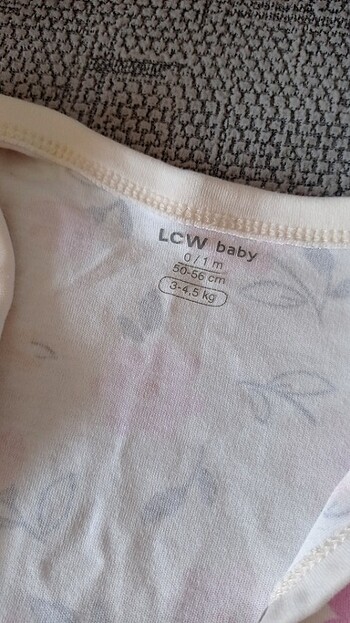 LCW baby
0 / 1 m
50-56 cm
3-4.5 kg